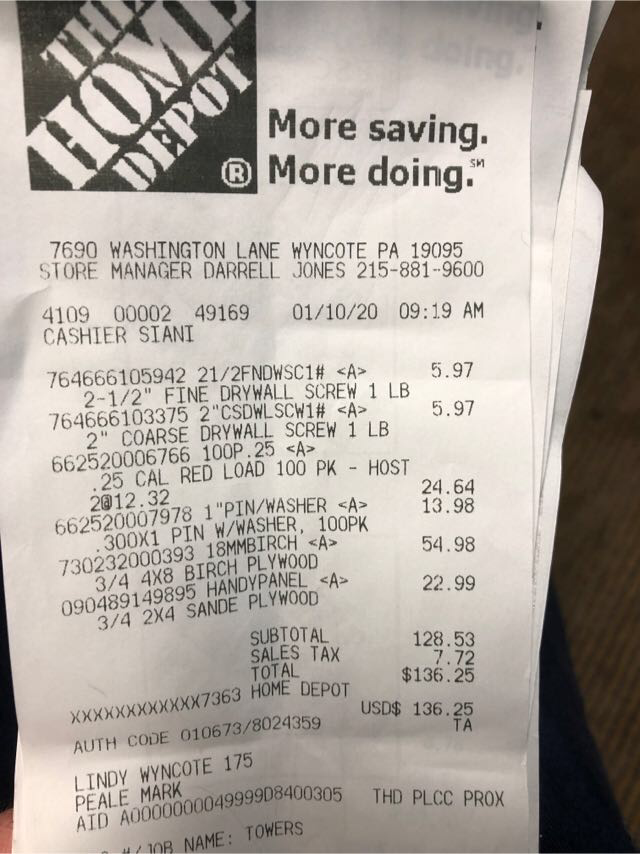 THE
HOME
DEPOT
®
More saving.
More doing.℠
7690 WASHINGTON LANE WYNCOTE PA 19095
STORE MANAGER DARRELL JONES 215-881-9600
4109 00002 49169 01/10/20 09:19 AM
CASHIER SIANI
764666105942 21/2FNDWSC1# <A> 5.97
2-1/2" FINE DRYWALL SCREW 1 LB
764666103375 2"CSDWLSCW1# <A> 5.97
2" COARSE DRYWALL SCREW 1 LB
662520006766 100P.25 <A>
.25 CAL RED LOAD 100 PK - HOST
2@12.32 24.64
662520007978 1"PIN/WASHER <A> 13.98
.300X1 PIN W/WASHER, 100PK
730232000393 18MMBIRCH <A> 54.98
3/4 4X8 BIRCH PLYWOOD
090489149895 HANDYPANEL <A> 22.99
3/4 2X4 SANDE PLYWOOD
SUBTOTAL 128.53
SALES TAX 7.72
TOTAL $136.25
XXXXXXXXXXXX7363 HOME DEPOT
USD$ 136.25
AUTH CODE 010673/8024359 TA
LINDY WYNCOTE 175
PEALE MARK
AID A0000000049999D8400305 THD PLCC PROX
#/JOB NAME: TOWERS